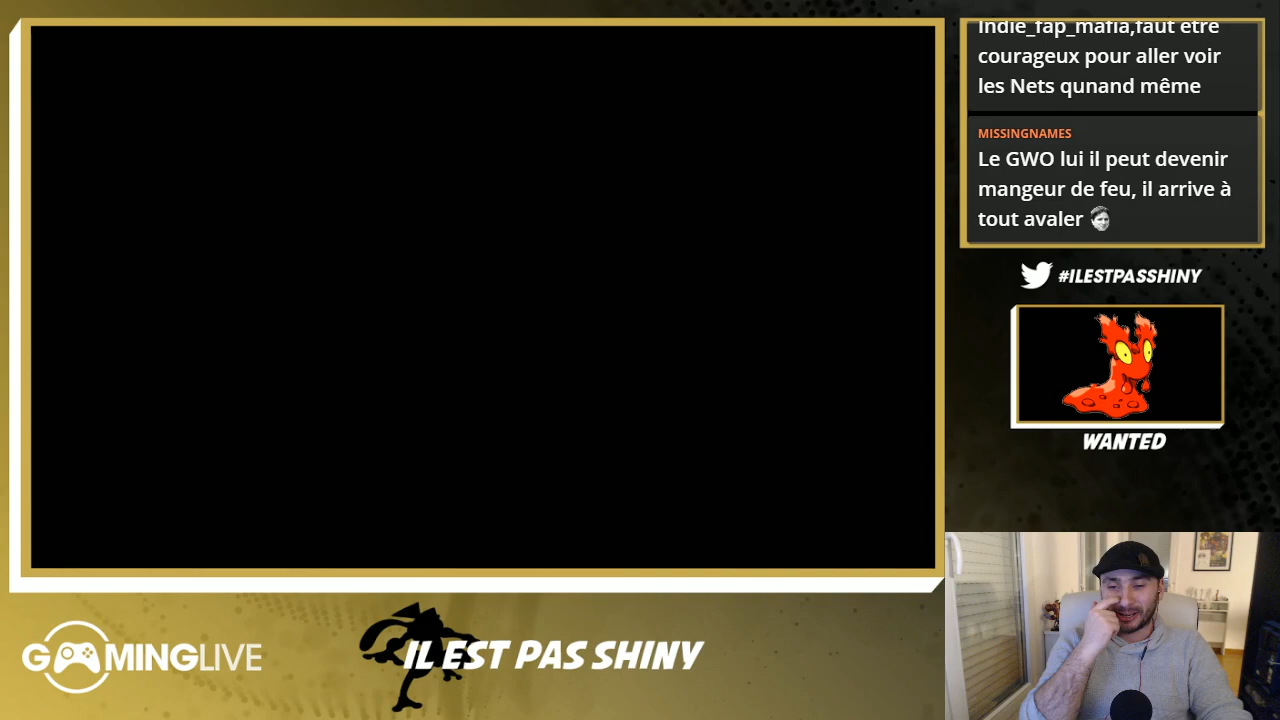 Indie_fap_mafia,faut etre
courageux pour aller voir
les Nets qunand même
MISSINGNAMES
Le GWO lui il peut devenir
mangeur de feu, il arrive à
tout avaler
#ILESTPASSHINY
WANTED
GAMINGLIVE
IL EST PAS SHINY